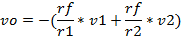 vo = −(rf/r1 * v1 + rf/r2 * v2)